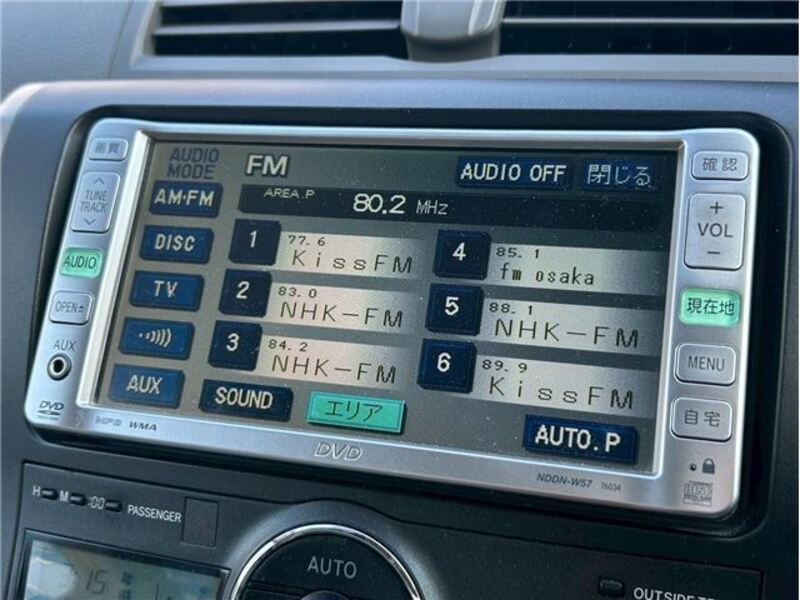 画質
TUNE
TRACK
AUDIO
OPEN
AUX
DVD
MP3 WMA
AUDIO
MODE
FM
AUDIO OFF
閉じる
AM·FM
AREA.P
80.2 MHz
DISC
TV
AUX
1
77.6
KissFM
2
83.0
NHK-FM
3
84.2
NHK-FM
4
85.1
fm osaka
5
88.1
NHK-FM
6
89.9
KissFM
SOUND
エリア
AUTO.P
確認
+
VOL
-
現在地
MENU
自宅
DVD
NDDN-W57 76034
H
M
:00
PASSENGER
AUTO